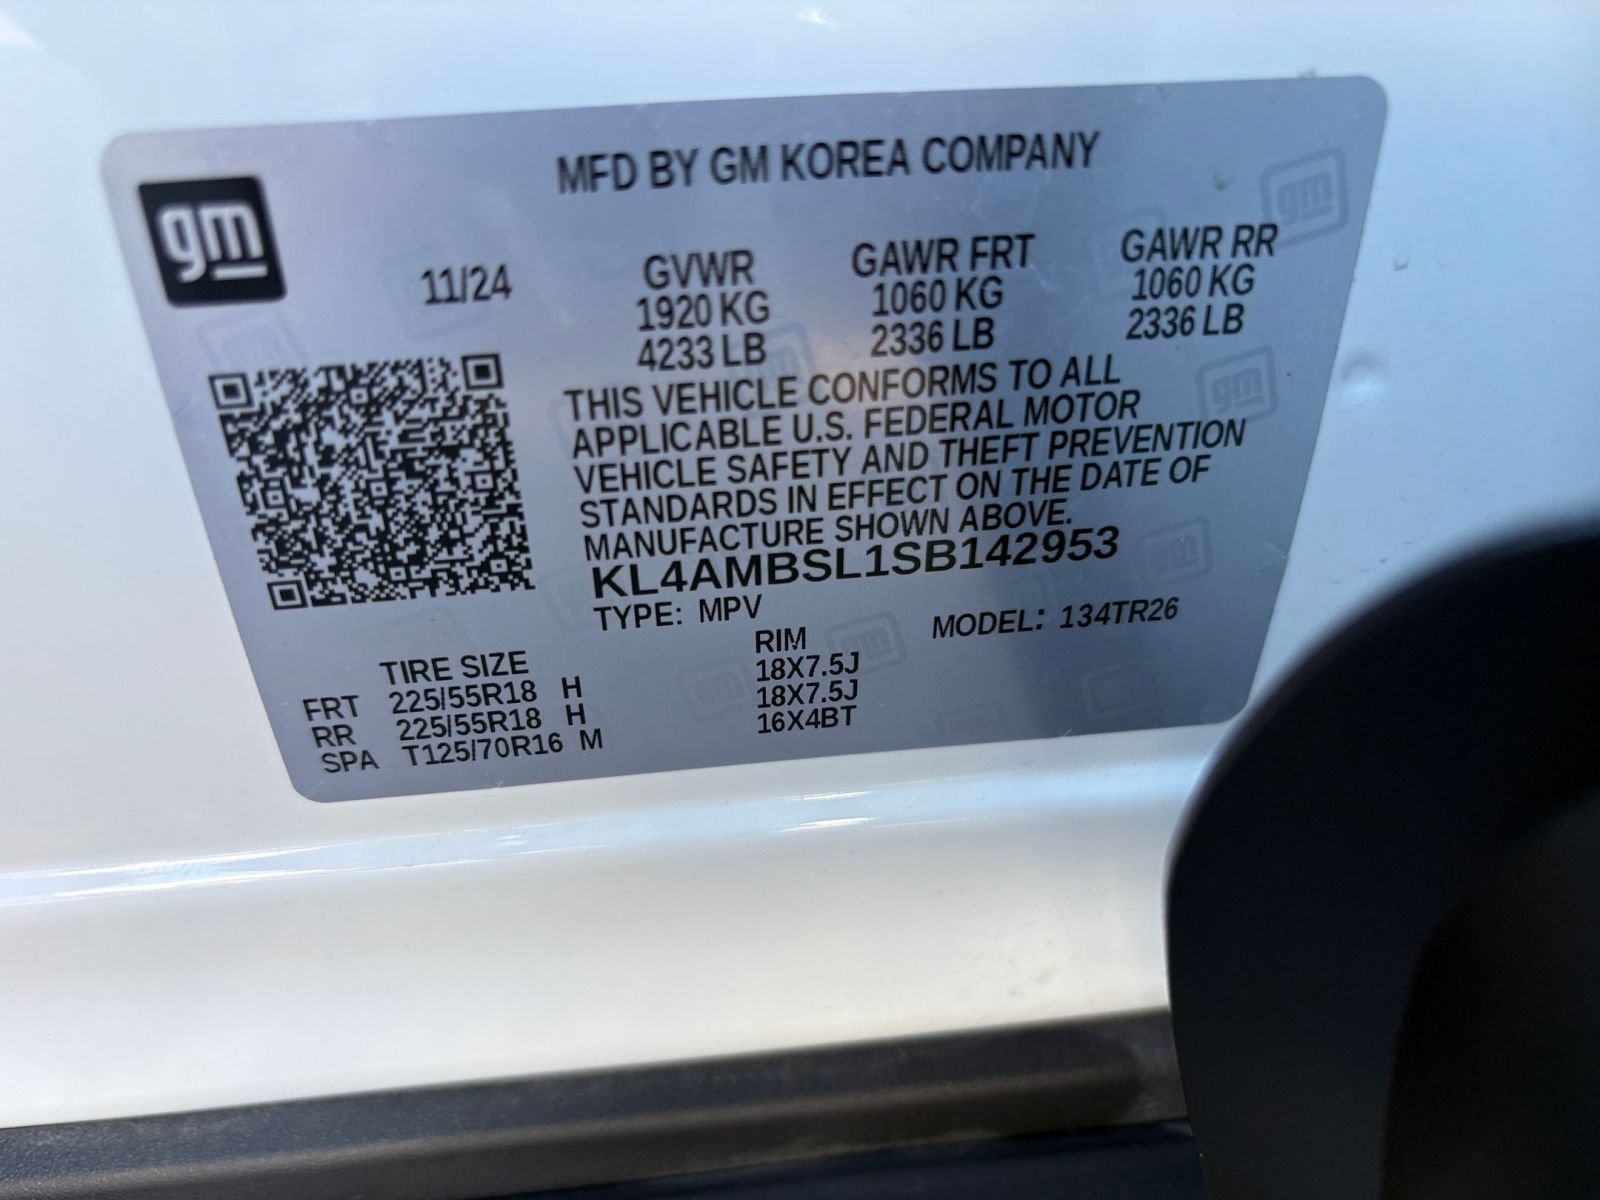 gm
MFD BY GM KOREA COMPANY
11/24
GVWR GAWR FRT GAWR RR
1920 KG 1060 KG 1060 KG
4233 LB 2336 LB 2336 LB
THIS VEHICLE CONFORMS TO ALL
APPLICABLE U.S. FEDERAL MOTOR
VEHICLE SAFETY AND THEFT PREVENTION
STANDARDS IN EFFECT ON THE DATE OF
MANUFACTURE SHOWN ABOVE.
KL4AMBSL1SB142953
TYPE: MPV MODEL: 134TR26
TIRE SIZE RIM
FRT 225/55R18 H 18X7.5J
RR 225/55R18 H 18X7.5J
SPA T125/70R16 M 16X4BT